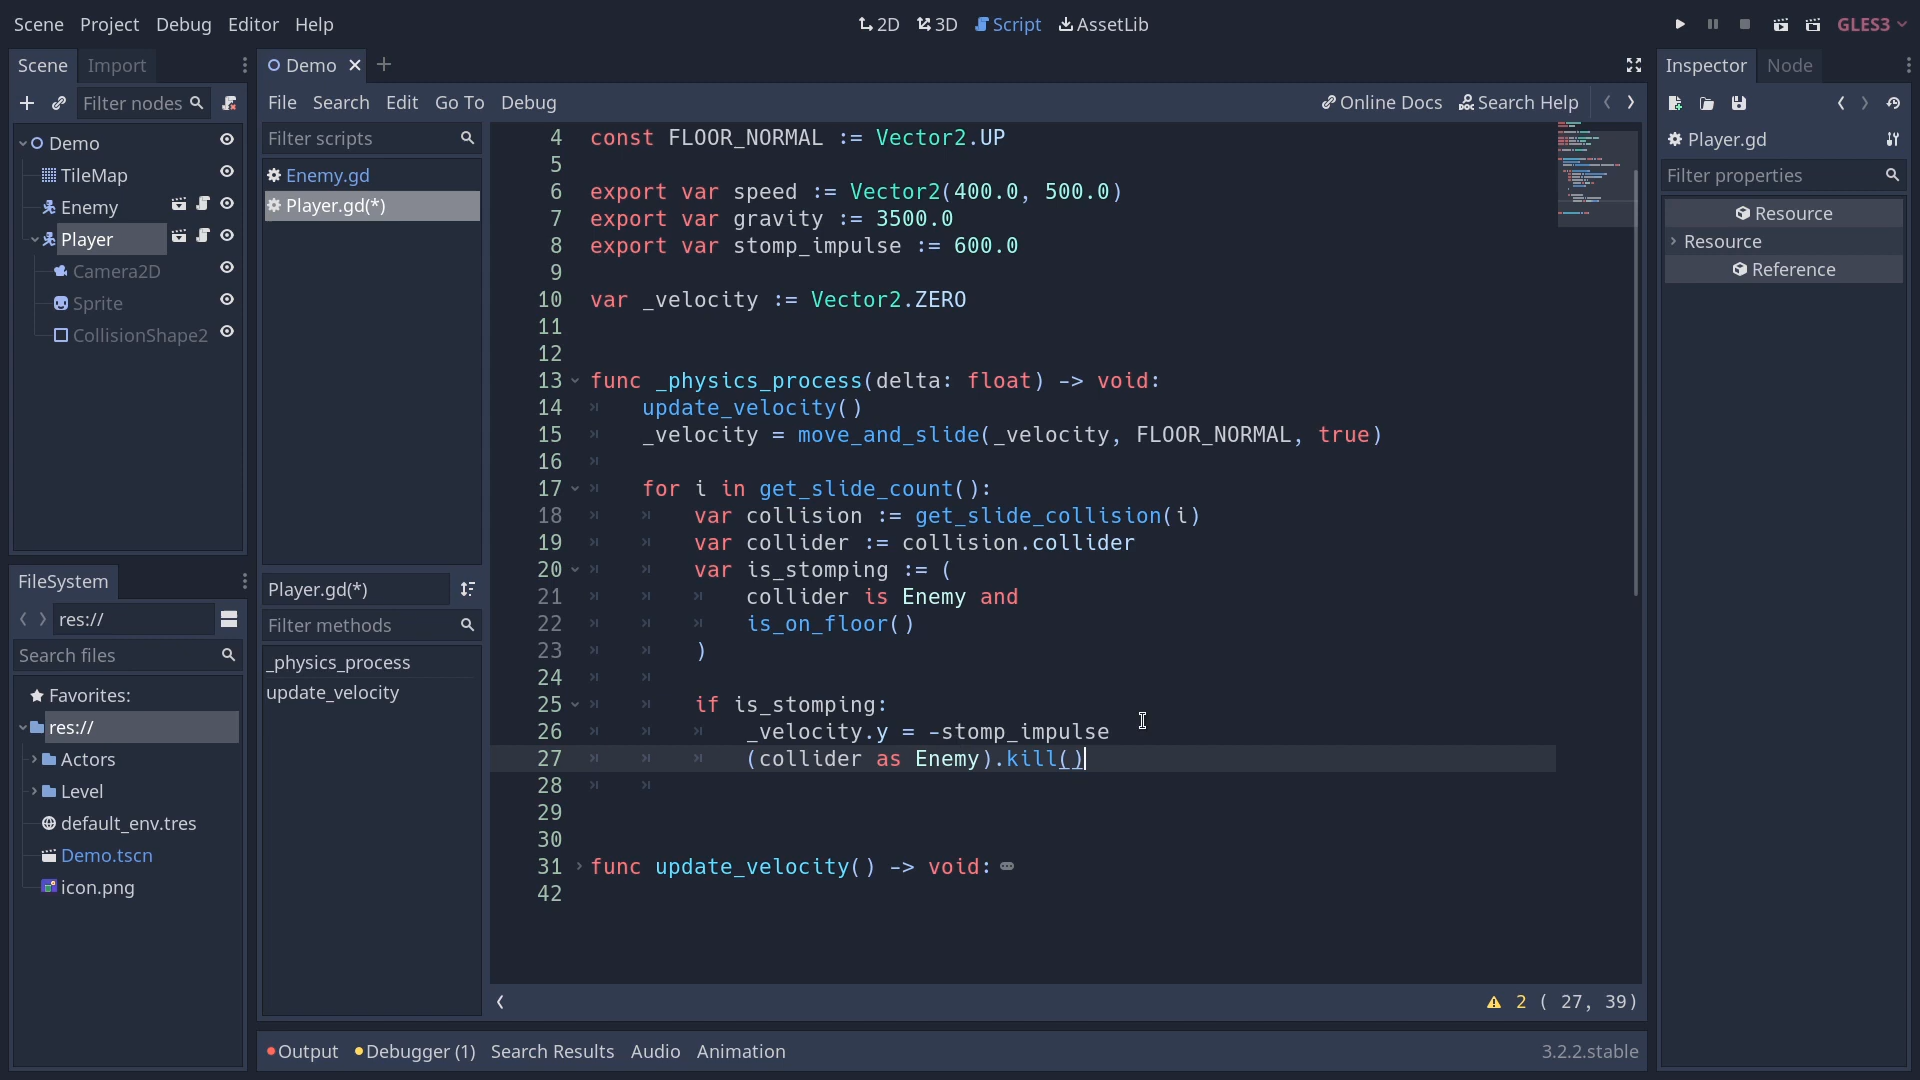 Scene Project Debug Editor Help
2D 3D Script AssetLib
GLES3
Scene Import
Filter nodes
Demo
TileMap
Enemy
Player
Camera2D
Sprite
CollisionShape2
FileSystem
res://
Search files
Favorites:
res://
Actors
Level
default_env.tres
Demo.tscn
icon.png
Demo
File Search Edit Go To Debug
Online Docs Search Help
Filter scripts
Enemy.gd
Player.gd(*)
Player.gd(*)
Filter methods
_physics_process
update_velocity
4 const FLOOR_NORMAL := Vector2.UP
5
6 export var speed := Vector2(400.0, 500.0)
7 export var gravity := 3500.0
8 export var stomp_impulse := 600.0
9
10 var _velocity := Vector2.ZERO
11
12
13 func _physics_process(delta: float) -> void:
14 update_velocity()
15 _velocity = move_and_slide(_velocity, FLOOR_NORMAL, true)
16
17 for i in get_slide_count():
18 var collision := get_slide_collision(i)
19 var collider := collision.collider
20 var is_stomping := (
21 collider is Enemy and
22 is_on_floor()
23 )
24
25 if is_stomping:
26 _velocity.y = -stomp_impulse
27 (collider as Enemy).kill()
28
29
30
31 func update_velocity() -> void:
42
2 ( 27, 39)
Output Debugger (1) Search Results Audio Animation
3.2.2.stable
Inspector Node
Player.gd
Filter properties
Resource
Resource
Reference